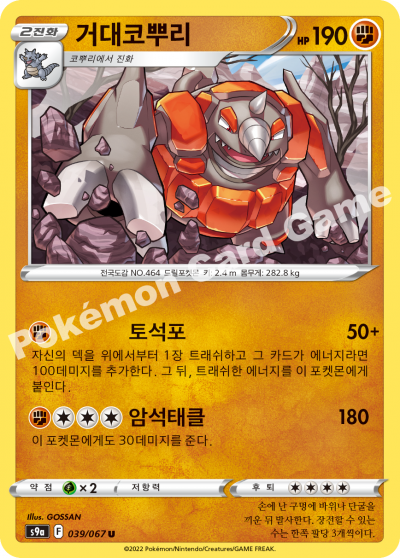 2진화 거대코뿌리 HP 190
코뿌리에서 진화
전국도감 NO.464 드릴포켓몬 키: 2.4 m 몸무게: 282.8 kg
Pokémon Card Game
토석포 50+
자신의 덱을 위에서부터 1장 트래쉬하고 그 카드가 에너지라면
100데미지를 추가한다. 그 뒤, 트래쉬한 에너지를 이 포켓몬에게
붙인다.
암석태클 180
이 포켓몬에게도 30데미지를 준다.
약점 ×2 저항력 후퇴
Illus. GOSSAN
s9a F 039/067 U
손에 난 구멍에 바위나 단굴을
끼운 뒤 발사한다. 장전할 수 있는
수는 한쪽 팔당 3개씩이다.
©2022 Pokémon/Nintendo/Creatures/GAME FREAK.